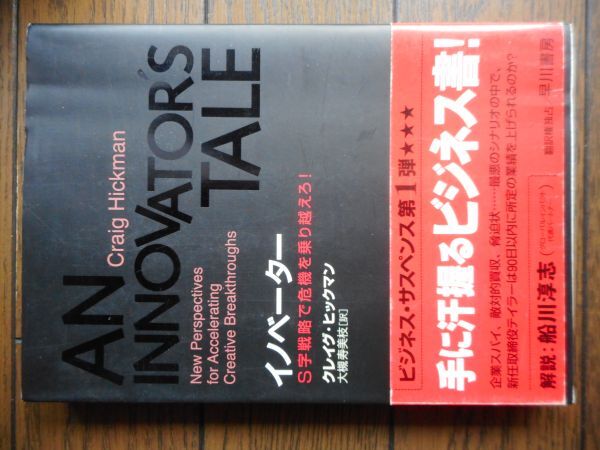 AN
INNOVATOR'S
TALE
Craig Hickman
New Perspectives
for Accelerating
Creative Breakthroughs
イノベーター
S字戦略で危機を乗り越えろ!
クレイグ・ヒックマン
大槻寿美枝[訳]
ビジネス・サスペンス第1弾★★★
手に汗握るビジネス書!
企業スパイ、敵対的買収、脅迫状……最悪のシナリオの中で、
新任取締役テイラーは90日以内に所定の業績を上げられるのか?
解説・船川淳志
翻訳権独占 早川書房